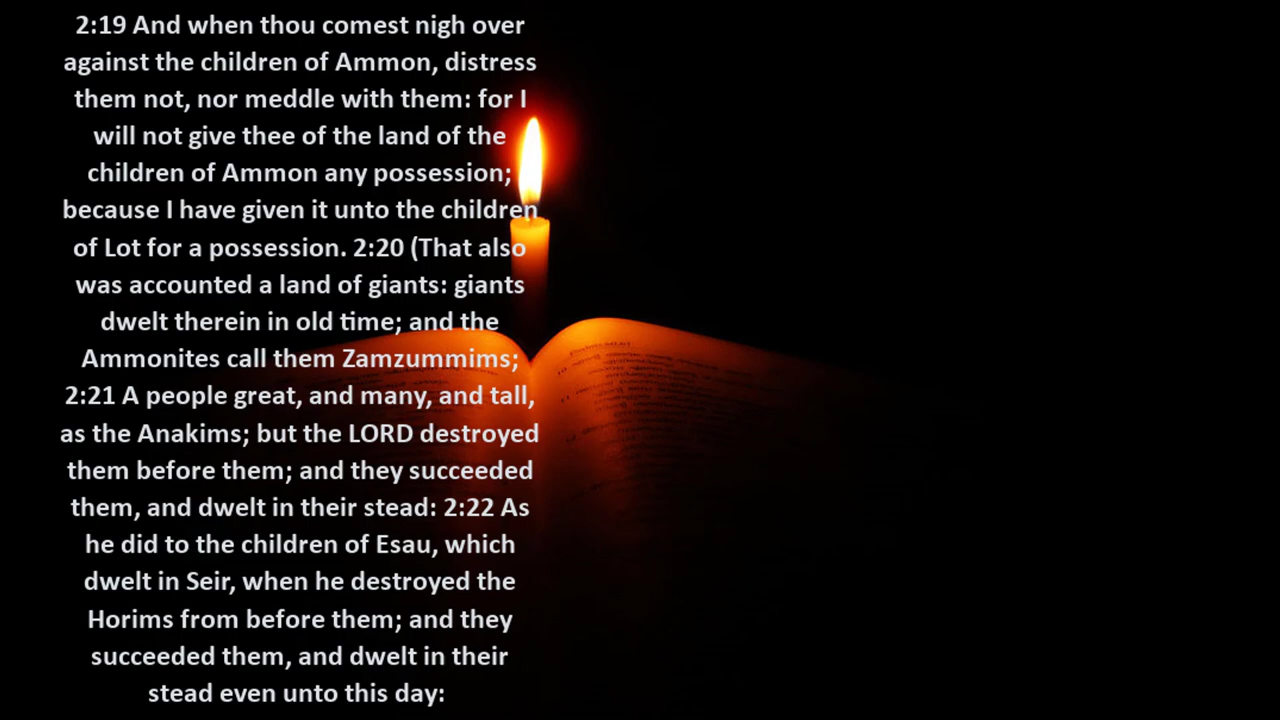 2:19 And when thou comest nigh over
against the children of Ammon, distress
them not, nor meddle with them: for I
will not give thee of the land of the
children of Ammon any possession;
because I have given it unto the children
of Lot for a possession. 2:20 (That also
was accounted a land of giants: giants
dwelt therein in old time; and the
Ammonites call them Zamzummims;
2:21 A people great, and many, and tall,
as the Anakims; but the LORD destroyed
them before them; and they succeeded
them, and dwelt in their stead: 2:22 As
he did to the children of Esau, which
dwelt in Seir, when he destroyed the
Horims from before them; and they
succeeded them, and dwelt in their
stead even unto this day: